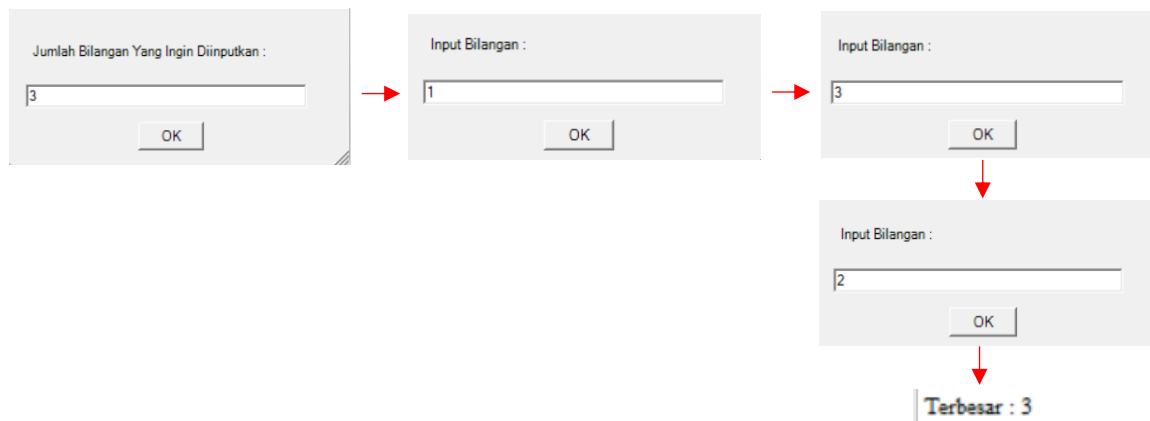 Jumlah Bilangan Yang Ingin Diinputkan :
3
OK
Input Bilangan :
1
OK
Input Bilangan :
3
OK
Input Bilangan :
2
OK
Terbesar : 3